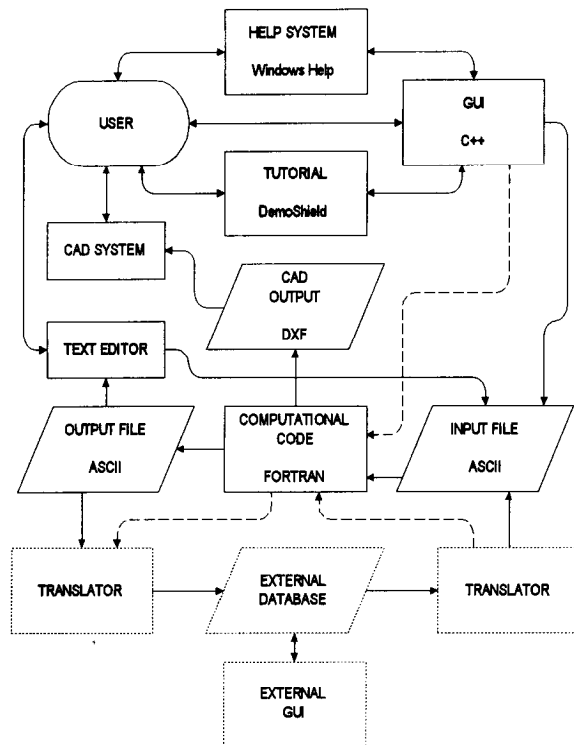 HELP SYSTEM
Windows Help
USER
GUI
C++
TUTORIAL
DemoShield
CAD SYSTEM
CAD
OUTPUT
DXF
TEXT EDITOR
OUTPUT FILE
ASCII
COMPUTATIONAL
CODE
FORTRAN
INPUT FILE
ASCII
TRANSLATOR
EXTERNAL
DATABASE
TRANSLATOR
EXTERNAL
GUI